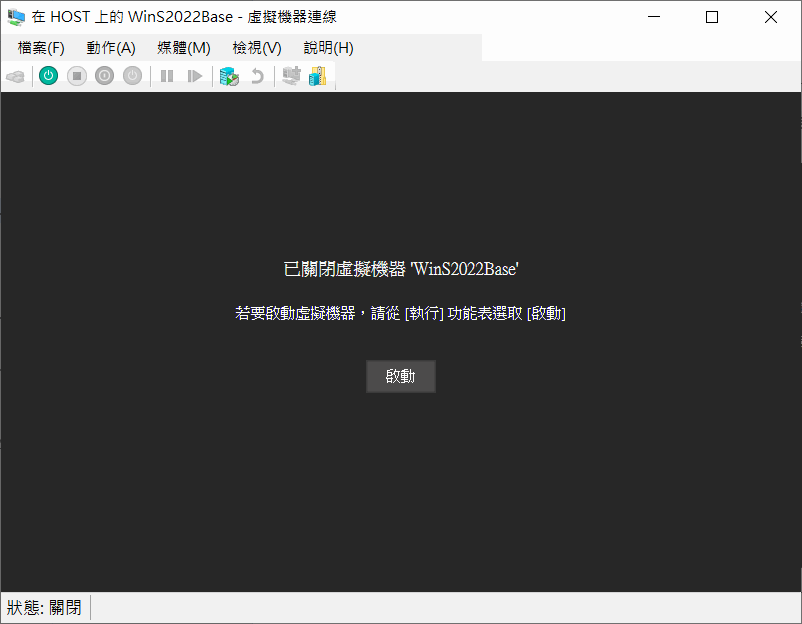 在 HOST 上的 WinS2022Base - 虛擬機器連線
檔案(F) 動作(A) 媒體(M) 檢視(V) 說明(H)
已關閉虛擬機器 'WinS2022Base'
若要啟動虛擬機器，請從 [執行] 功能表選取 [啟動]
啟動
狀態: 關閉